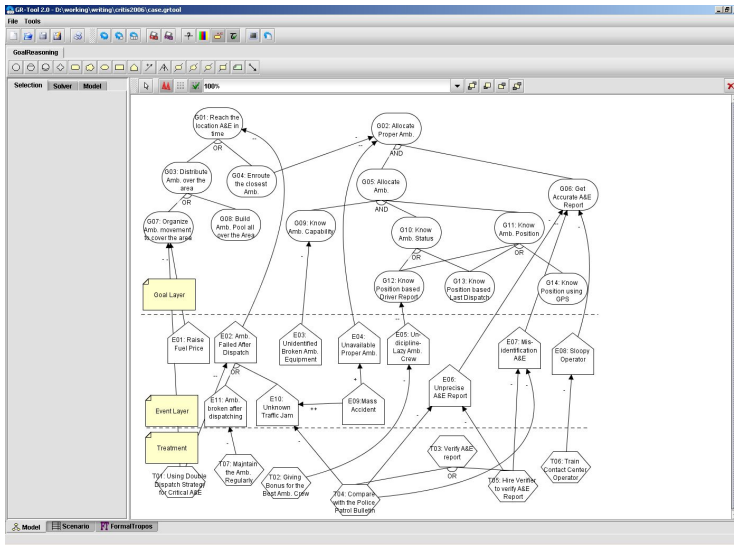 GR-Tool 2.0 - D:\working\writing\critis2006\case.grtool
File Tools
GoalReasoning
Selection Solver Model
100%
G01: Reach the
location A&E in
time
OR
G02: Allocate
Proper Amb.
AND
G03: Distribute
Amb. over the
area
OR
G04: Enroute
the closest
Amb.
G05: Allocate
Amb.
AND
G06: Get
Accurate A&E
Report
G07: Organize
Amb. movement
to cover the area
G08: Build
Amb. Pool all
over the Area
G09: Know
Amb. Capability
G10: Know
Amb. Status
OR
G11: Know
Amb. Position
OR
G12: Know
Position based
Driver Report
G13: Know
Position based
Last Dispatch
G14: Know
Position using
GPS
Goal Layer
E01: Raise
Fuel Price
E02: Amb.
Failed After
Dispatch
OR
E03:
Unidentified
Broken Amb.
Equipment
E04:
Unavailable
Proper Amb.
E05: Un-
dicipline-
Lazy Amb.
Crew
E06:
Unprecise
A&E Report
E07: Mis-
identification
A&E
E08: Sloopy
Operator
Event Layer
E11: Amb.
broken after
dispatching
E10:
Unknown
Traffic Jam
++
+
E09:Mass
Accident
Treatment
T01: Using Double
Dispatch Strategy
for Critical A&E
T07: Maintain
the Amb.
Regularly
T02: Giving
Bonus for the
Best Amb. Crew
T03: Verify A&E
report
OR
T04: Compare
with the Police
Patrol Bulletin
T05: Hire Verifier
to verify A&E
Report
T06: Train
Contact Center
Operator
Model Scenario FT FormalTropos